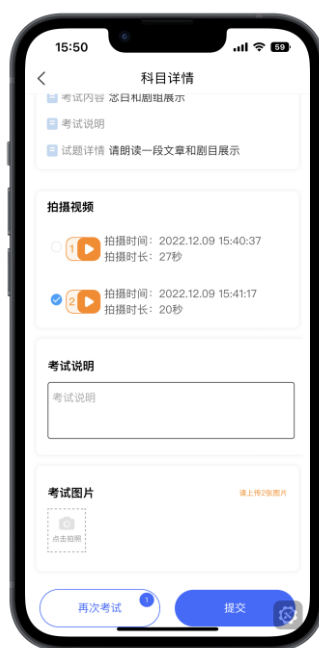 15:50
59
科目详情
考试内容 念白和剧组展示
考试说明
试题详情 请朗读一段文章和剧目展示
拍摄视频
1
拍摄时间：2022.12.09 15:40:37
拍摄时长：27秒
2
拍摄时间：2022.12.09 15:41:17
拍摄时长：20秒
考试说明
考试说明
考试图片
请上传2张图片
点击拍照
再次考试
1
提交